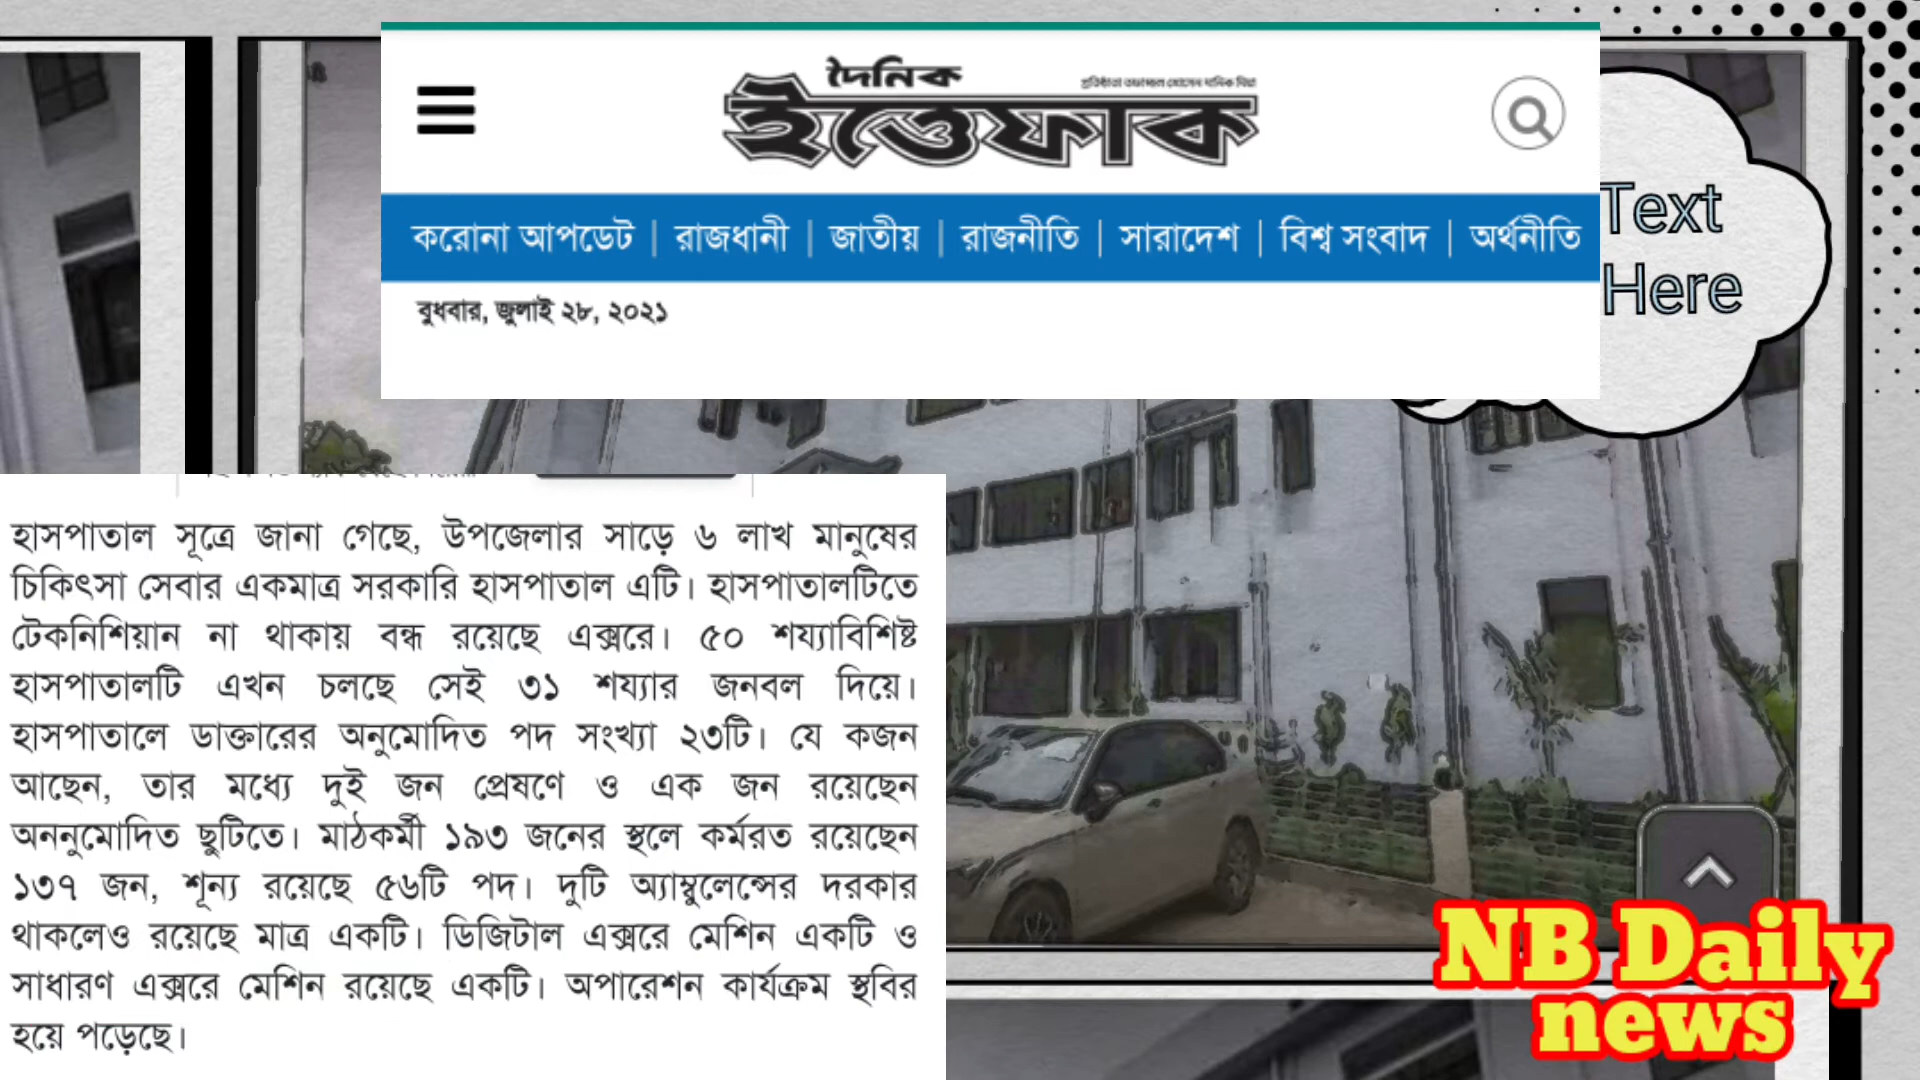 দৈনিক
প্রতিষ্ঠাতা তফাজ্জল হোসেন মানিক মিয়া
ইত্তেফাক
করোনা আপডেট | রাজধানী | জাতীয় | রাজনীতি | সারাদেশ | বিশ্ব সংবাদ | অর্থনীতি
বুধবার, জুলাই ২৮, ২০২১
Text
Here
হাসপাতাল সূত্রে জানা গেছে, উপজেলার সাড়ে ৬ লাখ মানুষের
চিকিৎসা সেবার একমাত্র সরকারি হাসপাতাল এটি। হাসপাতালটিতে
টেকনিশিয়ান না থাকায় বন্ধ রয়েছে এক্সরে। ৫০ শয্যাবিশিষ্ট
হাসপাতালটি এখন চলছে সেই ৩১ শয্যার জনবল দিয়ে।
হাসপাতালে ডাক্তারের অনুমোদিত পদ সংখ্যা ২৩টি। যে কজন
আছেন, তার মধ্যে দুই জন প্রেষণে ও এক জন রয়েছেন
অননুমোদিত ছুটিতে। মাঠকর্মী ১৯৩ জনের স্থলে কর্মরত রয়েছেন
১৩৭ জন, শূন্য রয়েছে ৫৬টি পদ। দুটি অ্যাম্বুলেন্সের দরকার
থাকলেও রয়েছে মাত্র একটি। ডিজিটাল এক্সরে মেশিন একটি ও
সাধারণ এক্সরে মেশিন রয়েছে একটি। অপারেশন কার্যক্রম স্থবির
হয়ে পড়েছে।
NB Daily
news